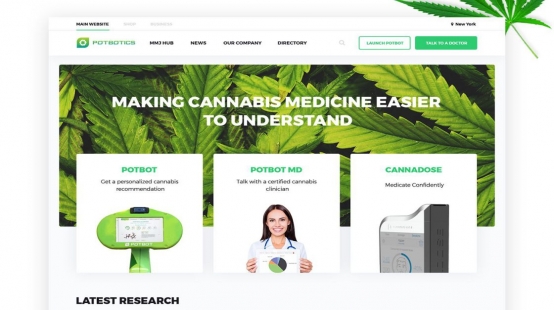 MAIN WEBSITE
New York
POTBOTICS
MMJ HUB NEWS OUR COMPANY DIRECTORY
LAUNCH POTBOT TALK TO A DOCTOR
MAKING CANNABIS MEDICINE EASIER
TO UNDERSTAND
POTBOT
Get a personalized cannabis
recommendation
POTBOT MD
Talk with a certified cannabis
clinician
CANNADOSE
Medicate Confidently
POTBOT
LATEST RESEARCH